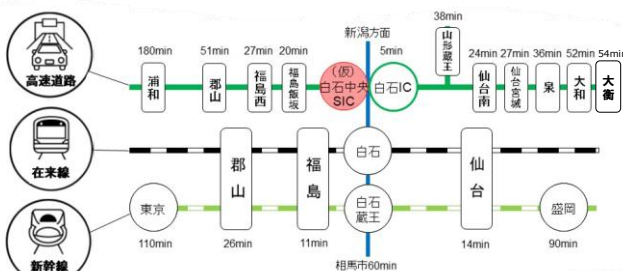 新潟方面
高速道路
180min
浦和
51min
郡山
27min
福島西
20min
福島飯坂
(仮)
白石中央
SIC
5min
白石IC
38min
山形蔵王
24min
仙台南
27min
仙台宮城
36min
泉
52min
大和
54min
大衡
在来線
郡山
福島
白石
仙台
新幹線
東京
110min
26min
11min
白石
蔵王
14min
盛岡
90min
相馬市60min